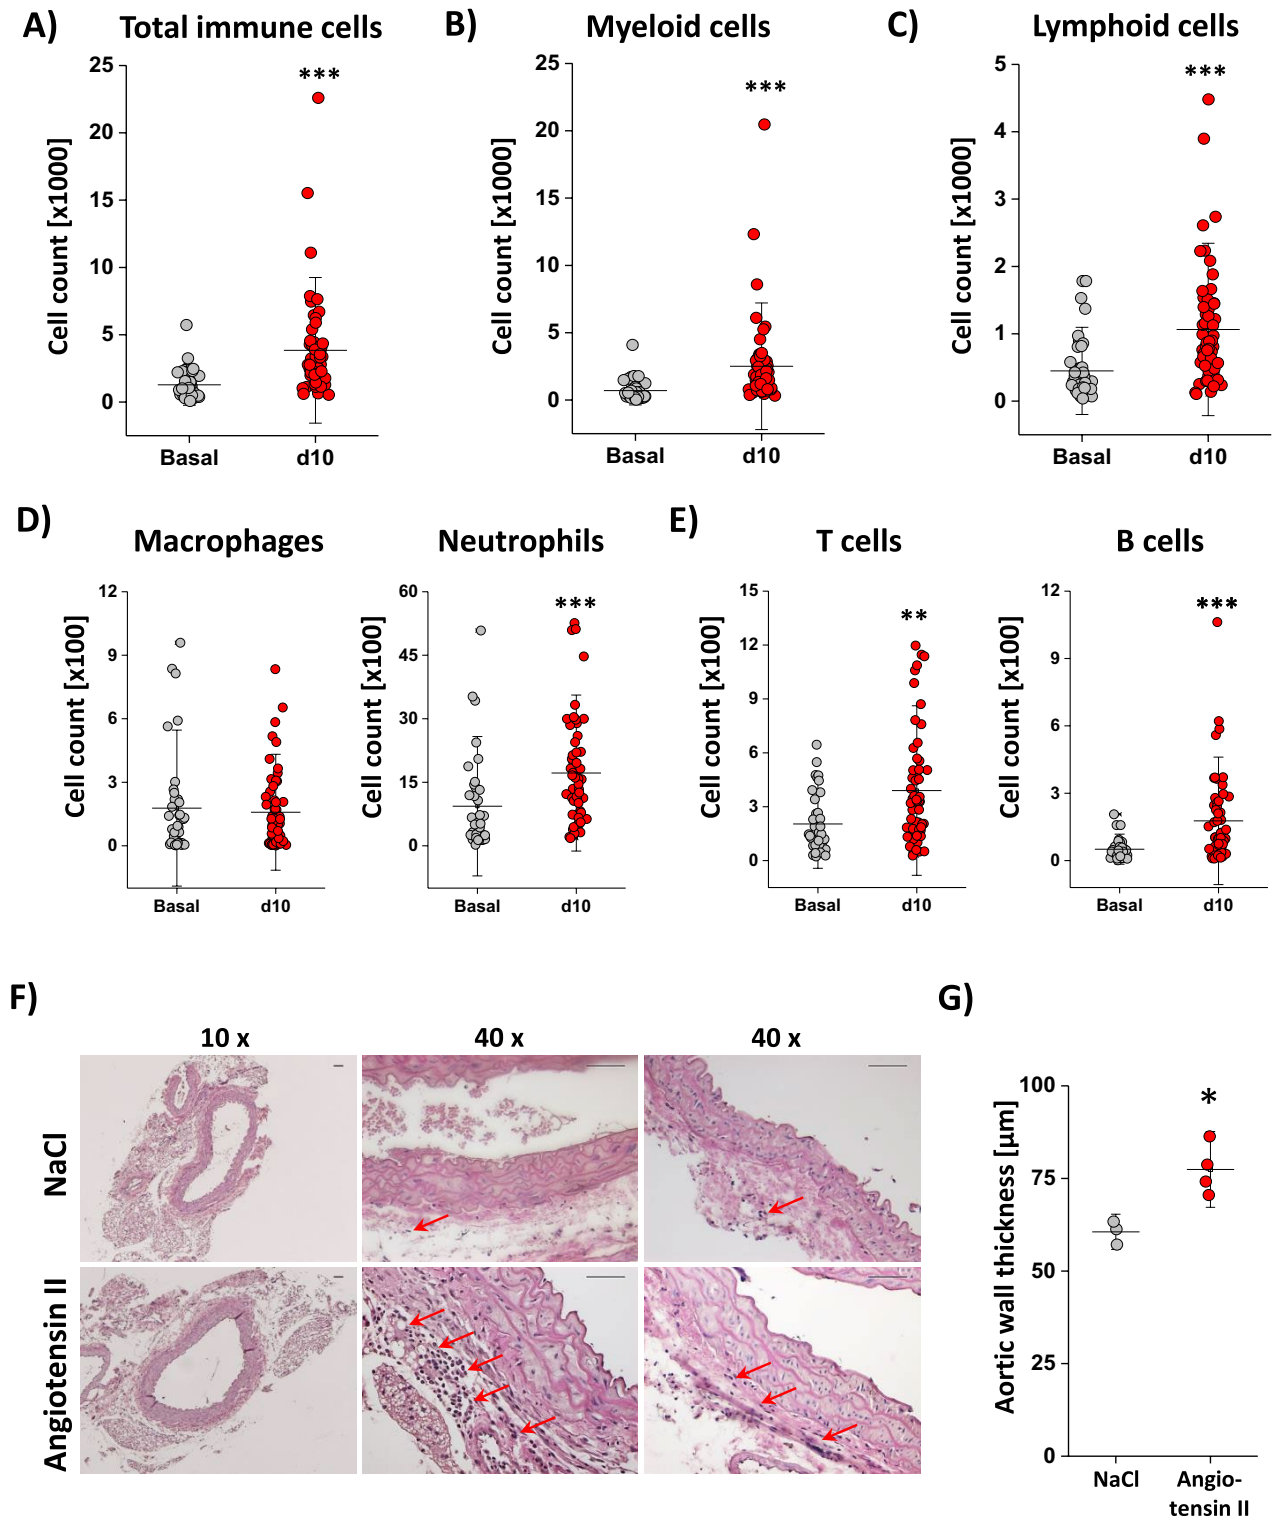 A) Total immune cells
Cell count [x1000]
25
20
15
10
5
0
***
Basal d10
B) Myeloid cells
Cell count [x1000]
25
20
15
10
5
0
***
Basal d10
C) Lymphoid cells
Cell count [x1000]
5
4
3
2
1
0
***
Basal d10
D) Macrophages
Cell count [x100]
12
9
6
3
0
Basal d10
Neutrophils
Cell count [x100]
60
45
30
15
0
***
Basal d10
E) T cells
Cell count [x100]
15
12
9
6
3
0
**
Basal d10
B cells
Cell count [x100]
12
9
6
3
0
***
Basal d10
F)
10 x 40 x 40 x
NaCl
Angiotensin II
G)
Aortic wall thickness [µm]
100
75
50
25
0
*
NaCl Angio-
tensin II